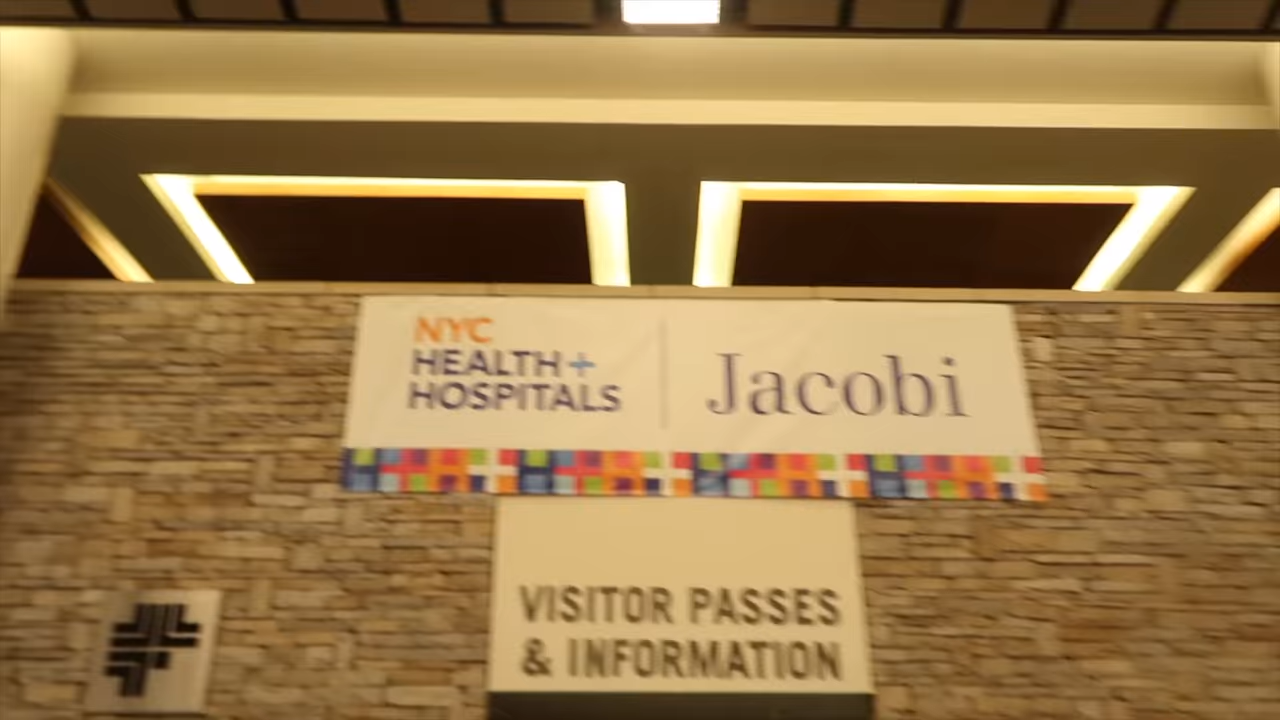 NYC
HEALTH+
HOSPITALS
Jacobi
VISITOR PASSES
& INFORMATION